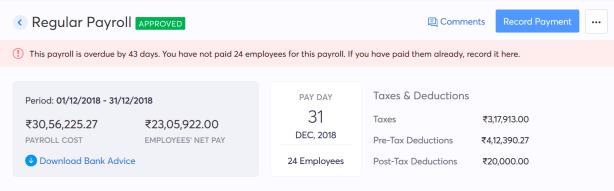 Regular Payroll APPROVED
Comments
Record Payment
This payroll is overdue by 43 days. You have not paid 24 employees for this payroll. If you have paid them already, record it here.
Period: 01/12/2018 - 31/12/2018
₹30,56,225.27 ₹23,05,922.00
PAYROLL COST EMPLOYEES' NET PAY
Download Bank Advice
PAY DAY
31
DEC, 2018
24 Employees
Taxes & Deductions
Taxes ₹3,17,913.00
Pre-Tax Deductions ₹4,12,390.27
Post-Tax Deductions ₹20,000.00